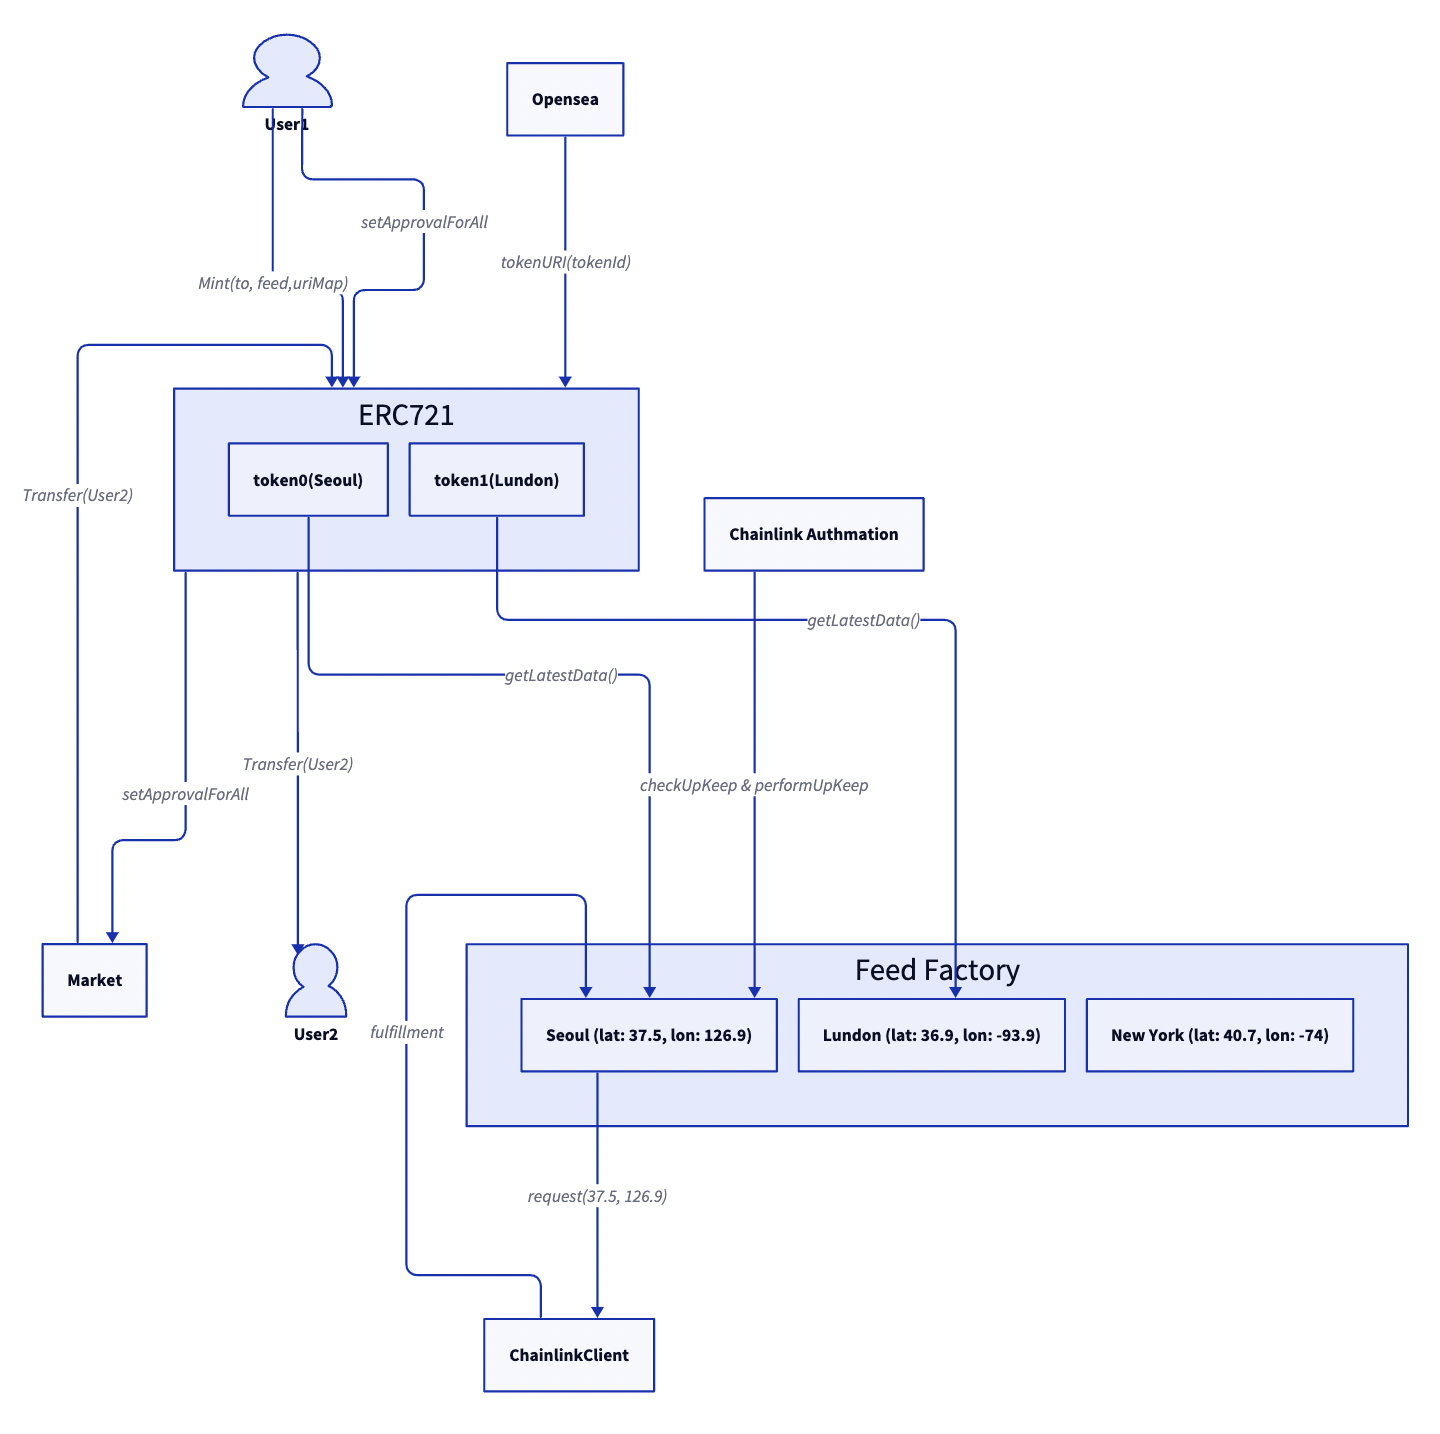 User1
Opensea
setApprovalForAll
tokenURI(tokenId)
Mint(to, feed,uriMap)
ERC721
token0(Seoul)
token1(Lundon)
Transfer(User2)
Chainlink Authmation
getLatestData()
getLatestData()
Transfer(User2)
checkUpKeep & performUpKeep
setApprovalForAll
Market
User2
Feed Factory
fulfillment
Seoul (lat: 37.5, lon: 126.9)
Lundon (lat: 36.9, lon: -93.9)
New York (lat: 40.7, lon: -74)
request(37.5, 126.9)
ChainlinkClient